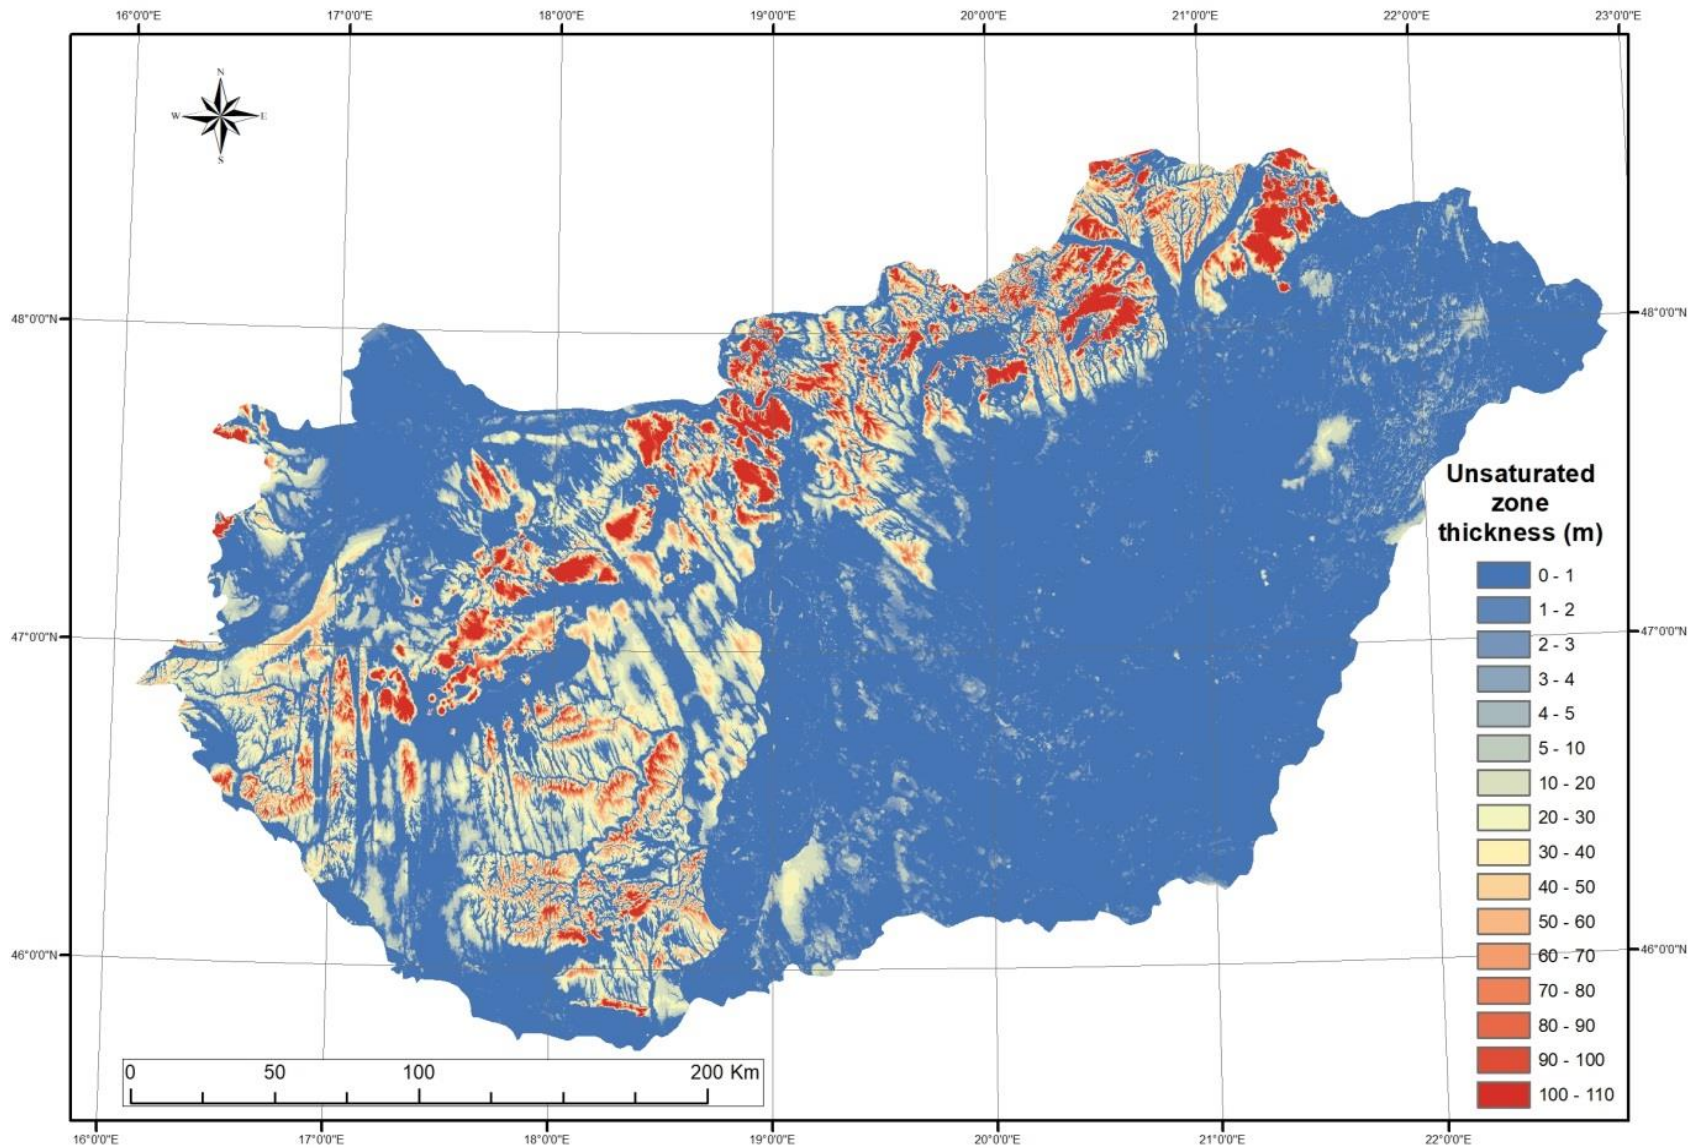 16°0'0"E 17°0'0"E 18°0'0"E 19°0'0"E 20°0'0"E 21°0'0"E 22°0'0"E 23°0'0"E
N
W E
S
48°0'0"N 48°0'0"N
Unsaturated
zone
thickness (m)
0 - 1
1 - 2
47°0'0"N 47°0'0"N
2 - 3
3 - 4
4 - 5
5 - 10
10 - 20
20 - 30
30 - 40
40 - 50
50 - 60
46°0'0"N 46°0'0"N
60 - 70
70 - 80
80 - 90
90 - 100
0 50 100 200 Km
100 - 110
16°0'0"E 17°0'0"E 18°0'0"E 19°0'0"E 20°0'0"E 21°0'0"E 22°0'0"E